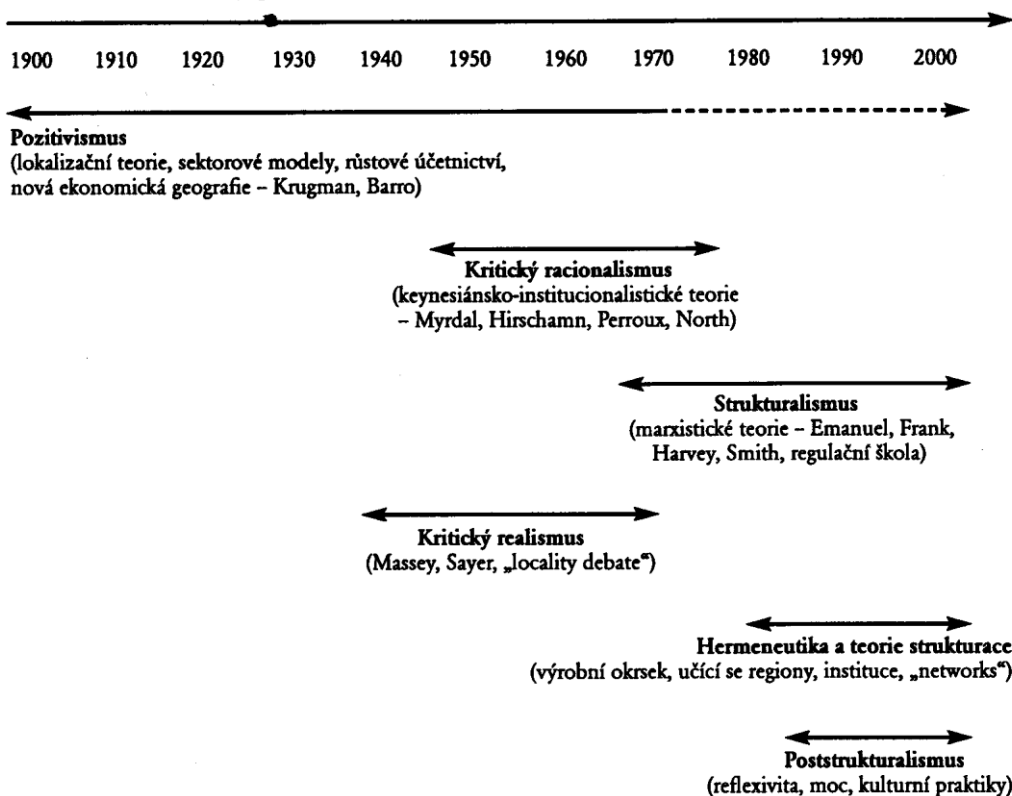 1900 1910 1920 1930 1940 1950 1960 1970 1980 1990 2000
Pozitivismus
(lokalizační teorie, sektorové modely, růstové účetnictví,
nová ekonomická geografie – Krugman, Barro)
Kritický racionalismus
(keynesiánsko-institucionalistické teorie
– Myrdal, Hirschamn, Perroux, North)
Strukturalismus
(marxistické teorie – Emanuel, Frank,
Harvey, Smith, regulační škola)
Kritický realismus
(Massey, Sayer, „locality debate“)
Hermeneutika a teorie strukturace
(výrobní okrsek, učící se regiony, instituce, „networks“)
Poststrukturalismus
(reflexivita, moc, kulturní praktiky)